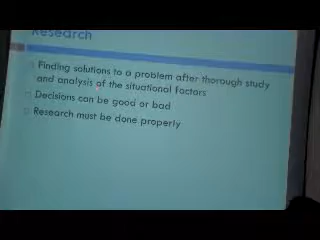 Research
Finding solutions to a problem after thorough study
and analysis of the situational factors
Decisions can be good or bad
Research must be done properly